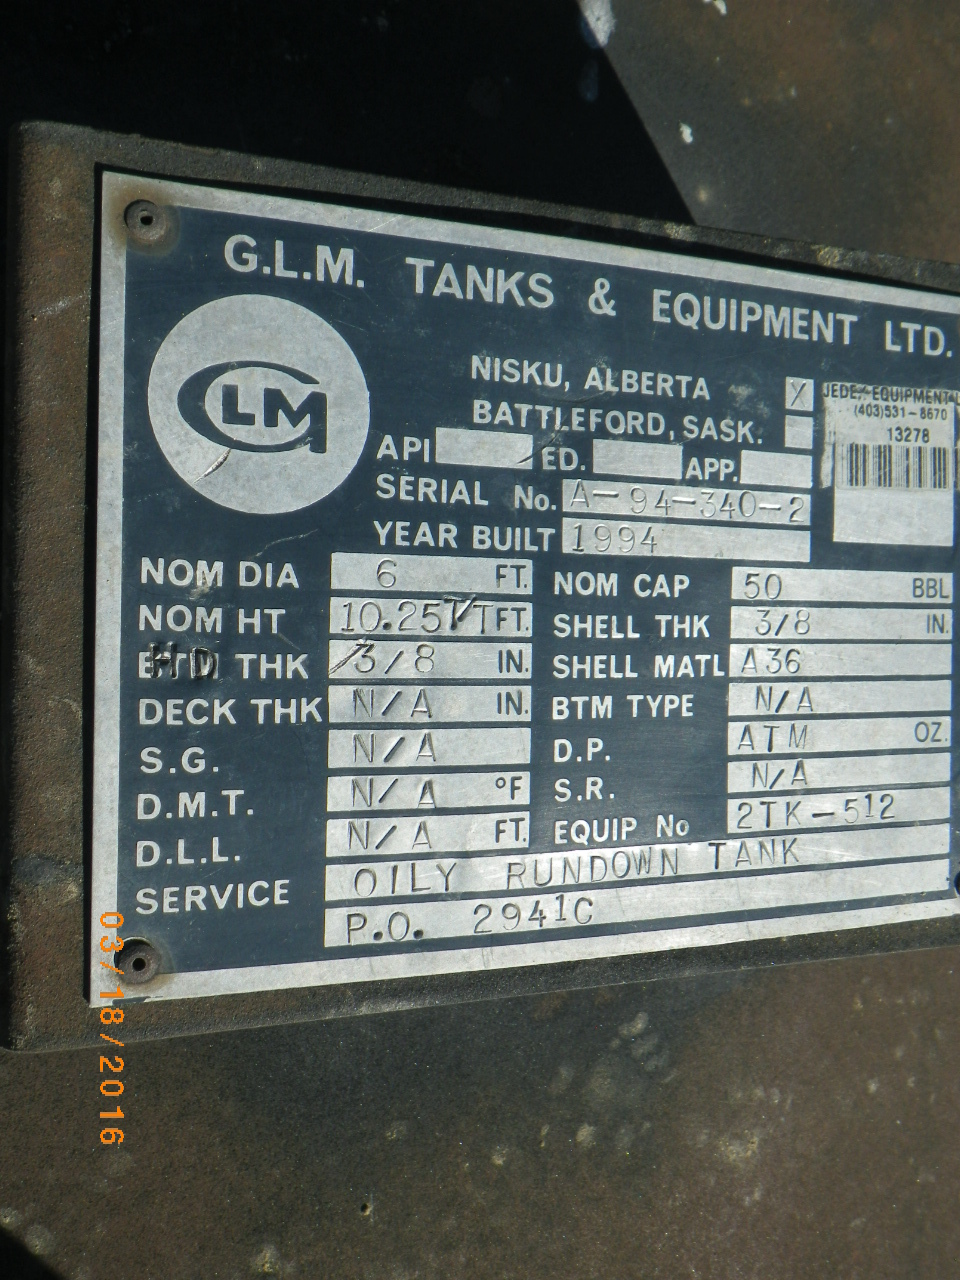 G.L.M. TANKS & EQUIPMENT LTD.
GLM
NISKU, ALBERTA X
BATTLEFORD, SASK.
JEDEX EQUIPMENT
(403)531-8670
13278
API ED. APP.
SERIAL No. A-94-340-2
YEAR BUILT 1994
NOM DIA 6 FT. NOM CAP 50 BBL
NOM HT 10.25 T/T FT. SHELL THK 3/8 IN.
HD THK 3/8 IN. SHELL MATL A36
DECK THK N/A IN. BTM TYPE N/A
S.G. N/A D.P. ATM OZ.
D.M.T. N/A °F S.R. N/A
D.L.L. N/A FT. EQUIP No 2TK-512
SERVICE OILY RUNDOWN TANK
P.O. 2941C
03/18/2016